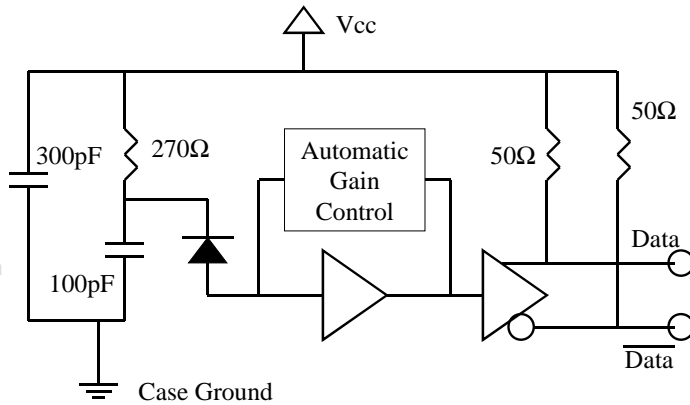 Vcc
50Ω
300pF
270Ω
Automatic
Gain
Control
50Ω
Data
100pF
Data
Case Ground